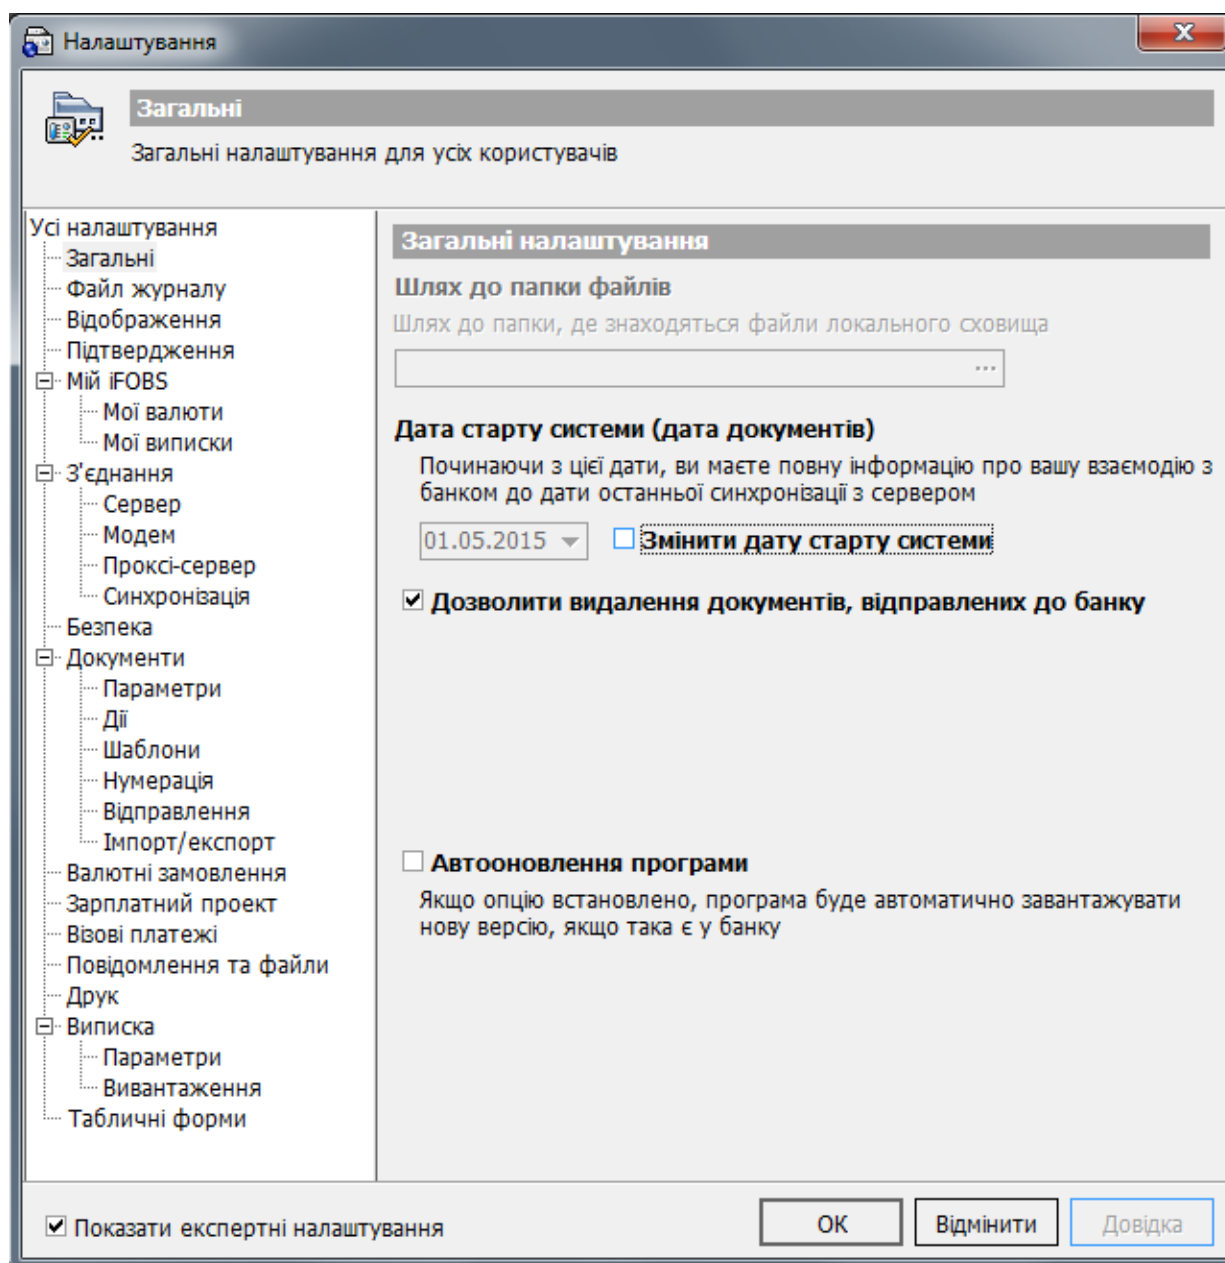 Налаштування
Загальні
Загальні налаштування для усіх користувачів
Усі налаштування
Загальні
Файл журналу
Відображення
Підтвердження
Мій iFOBS
Мої валюти
Мої виписки
З'єднання
Сервер
Модем
Проксі-сервер
Синхронізація
Безпека
Документи
Параметри
Дії
Шаблони
Нумерація
Відправлення
Імпорт/експорт
Валютні замовлення
Зарплатний проект
Візові платежі
Повідомлення та файли
Друк
Виписка
Параметри
Вивантаження
Табличні форми
Загальні налаштування
Шлях до папки файлів
Шлях до папки, де знаходяться файли локального сховища
...
Дата старту системи (дата документів)
Починаючи з цієї дати, ви маєте повну інформацію про вашу взаємодію з
банком до дати останньої синхронізації з сервером
01.05.2015 Змінити дату старту системи
Дозволити видалення документів, відправлених до банку
Автооновлення програми
Якщо опцію встановлено, програма буде автоматично завантажувати
нову версію, якщо така є у банку
Показати експертні налаштування
ОК Відмінити Довідка